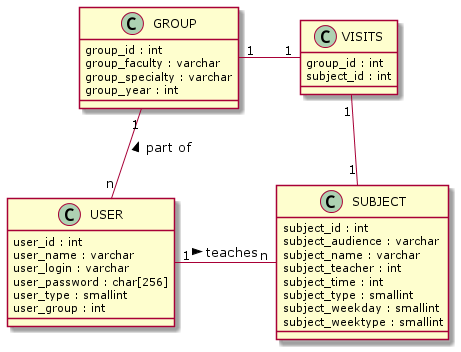 C GROUP
group_id : int
group_faculty : varchar
group_specialty : varchar
group_year : int
1
1
C VISITS
group_id : int
subject_id : int
1
part of
n
1
1
C USER
user_id : int
user_name : varchar
user_login : varchar
user_password : char[256]
user_type : smallint
user_group : int
1
teaches
n
C SUBJECT
subject_id : int
subject_audience : varchar
subject_name : varchar
subject_teacher : int
subject_time : int
subject_type : smallint
subject_weekday : smallint
subject_weektype : smallint